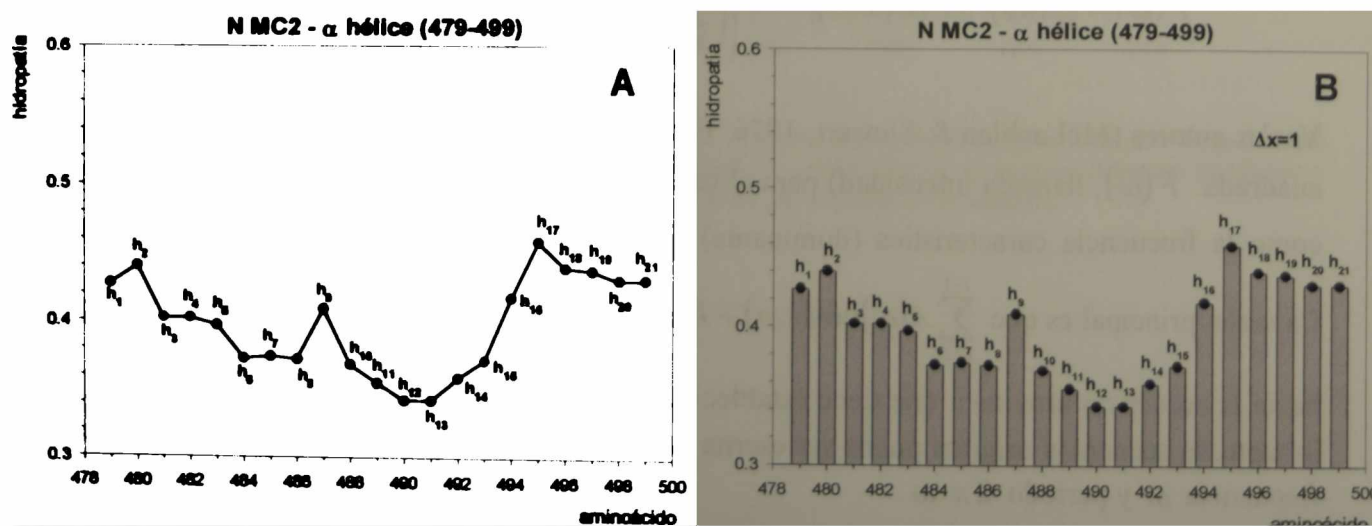 N MC2 - α hélice (479-499)
A
hidropatía
0.6
0.5
0.4
0.3
h₁
h₂
h₃
h₄
h₅
h₆
h₇
h₈
h₉
h₁₀
h₁₁
h₁₂
h₁₃
h₁₄
h₁₅
h₁₆
h₁₇
h₁₈
h₁₉
h₂₀
h₂₁
478 480 482 484 486 488 490 492 494 496 498 500
aminoácido
N MC2 - α hélice (479-499)
B
hidropatía
Δx=1
0.6
0.5
0.4
0.3
h₁
h₂
h₃
h₄
h₅
h₆
h₇
h₈
h₉
h₁₀
h₁₁
h₁₂
h₁₃
h₁₄
h₁₅
h₁₆
h₁₇
h₁₈
h₁₉
h₂₀
h₂₁
478 480 482 484 486 488 490 492 494 496 498 500
aminoácido